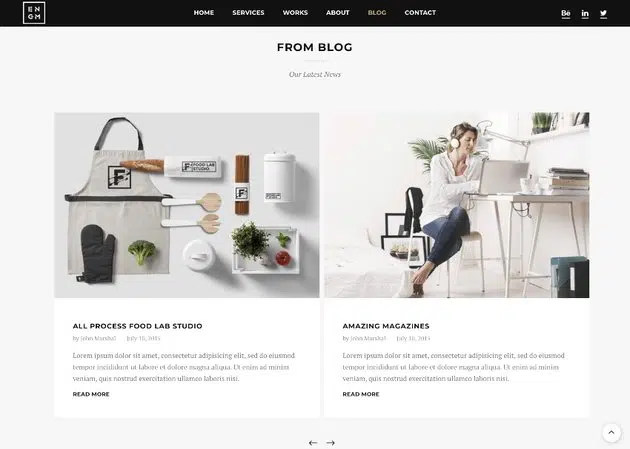 EN
GM
HOME SERVICES WORKS ABOUT BLOG CONTACT
Bē in
FROM BLOG
Our Latest News
F
FOOD LAB
STUDIO.
F
F
ALL PROCESS FOOD LAB STUDIO
by John Marshall July 10, 2015
Lorem ipsum dolor sit amet, consectetur adipisicing elit, sed do eiusmod
tempor incididunt ut labore et dolore magna aliqua. Ut enim ad minim
veniam, quis nostrud exercitation ullamco laboris nisi.
READ MORE
AMAZING MAGAZINES
by John Marshall July 10, 2015
Lorem ipsum dolor sit amet, consectetur adipisicing elit, sed do eiusmod
tempor incididunt ut labore et dolore magna aliqua. Ut enim ad minim
veniam, quis nostrud exercitation ullamco laboris nisi.
READ MORE